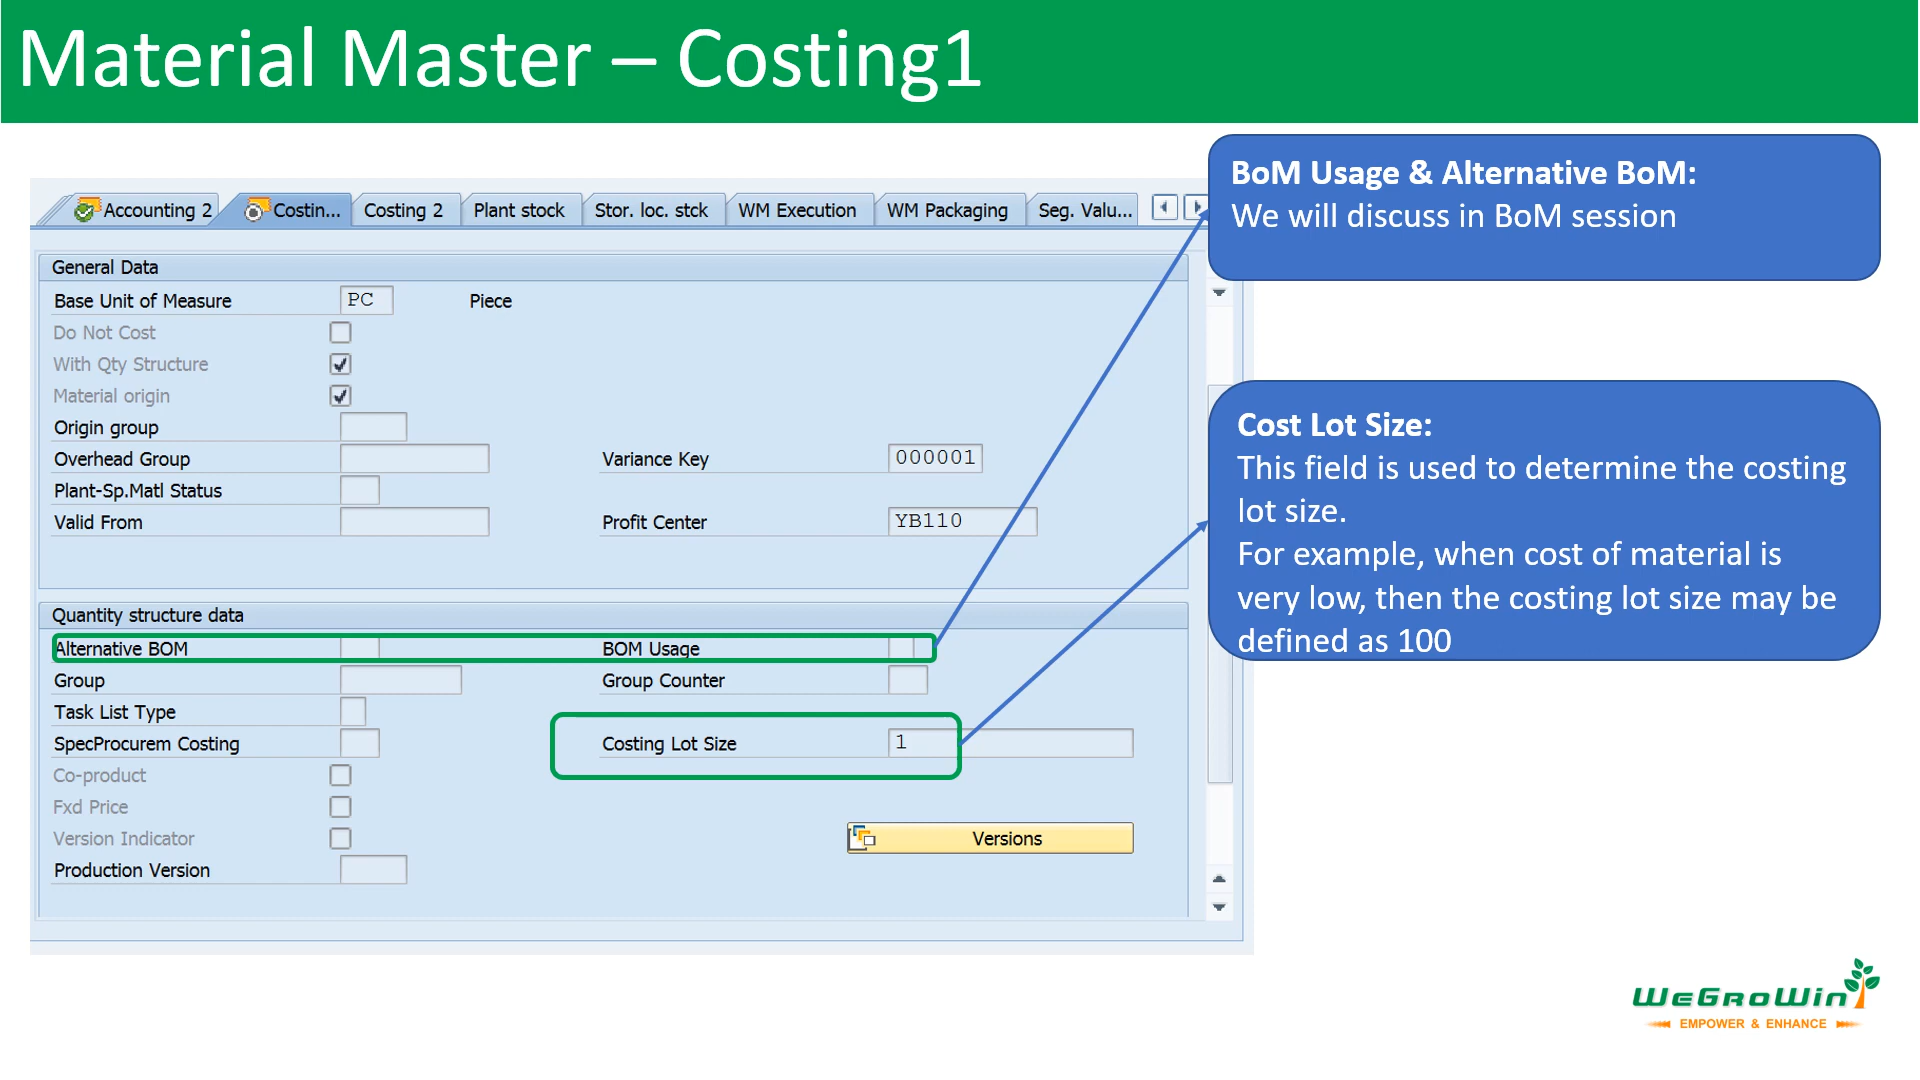 Material Master – Costing1
Accounting 2 Costin... Costing 2 Plant stock Stor. loc. stck WM Execution WM Packaging Seg. Valu...
General Data
Base Unit of Measure PC Piece
Do Not Cost
With Qty Structure
Material origin
Origin group
Overhead Group Variance Key 000001
Plant-Sp.Matl Status
Valid From Profit Center YB110
Quantity structure data
Alternative BOM BOM Usage
Group Group Counter
Task List Type
SpecProcurem Costing Costing Lot Size 1
Co-product
Fxd Price
Version Indicator Versions
Production Version
BoM Usage & Alternative BoM:
We will discuss in BoM session
Cost Lot Size:
This field is used to determine the costing
lot size.
For example, when cost of material is
very low, then the costing lot size may be
defined as 100
WeGroWin
EMPOWER & ENHANCE